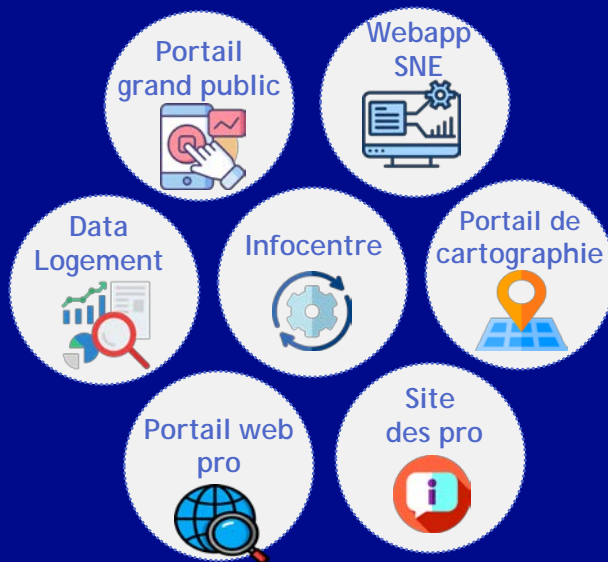 Portail
grand public
Webapp
SNE
Data
Logement
Infocentre
Portail de
cartographie
Portail web
pro
Site
des pro
i